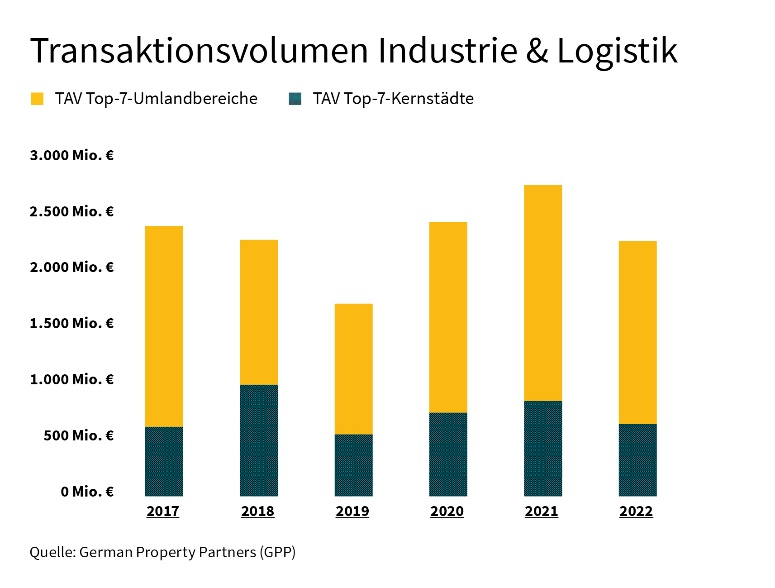 Transaktionsvolumen Industrie & Logistik
TAV Top-7-Umlandbereiche TAV Top-7-Kernstädte
3.000 Mio. €
2.500 Mio. €
2.000 Mio. €
1.500 Mio. €
1.000 Mio. €
500 Mio. €
0 Mio. €
2017 2018 2019 2020 2021 2022
Quelle: German Property Partners (GPP)